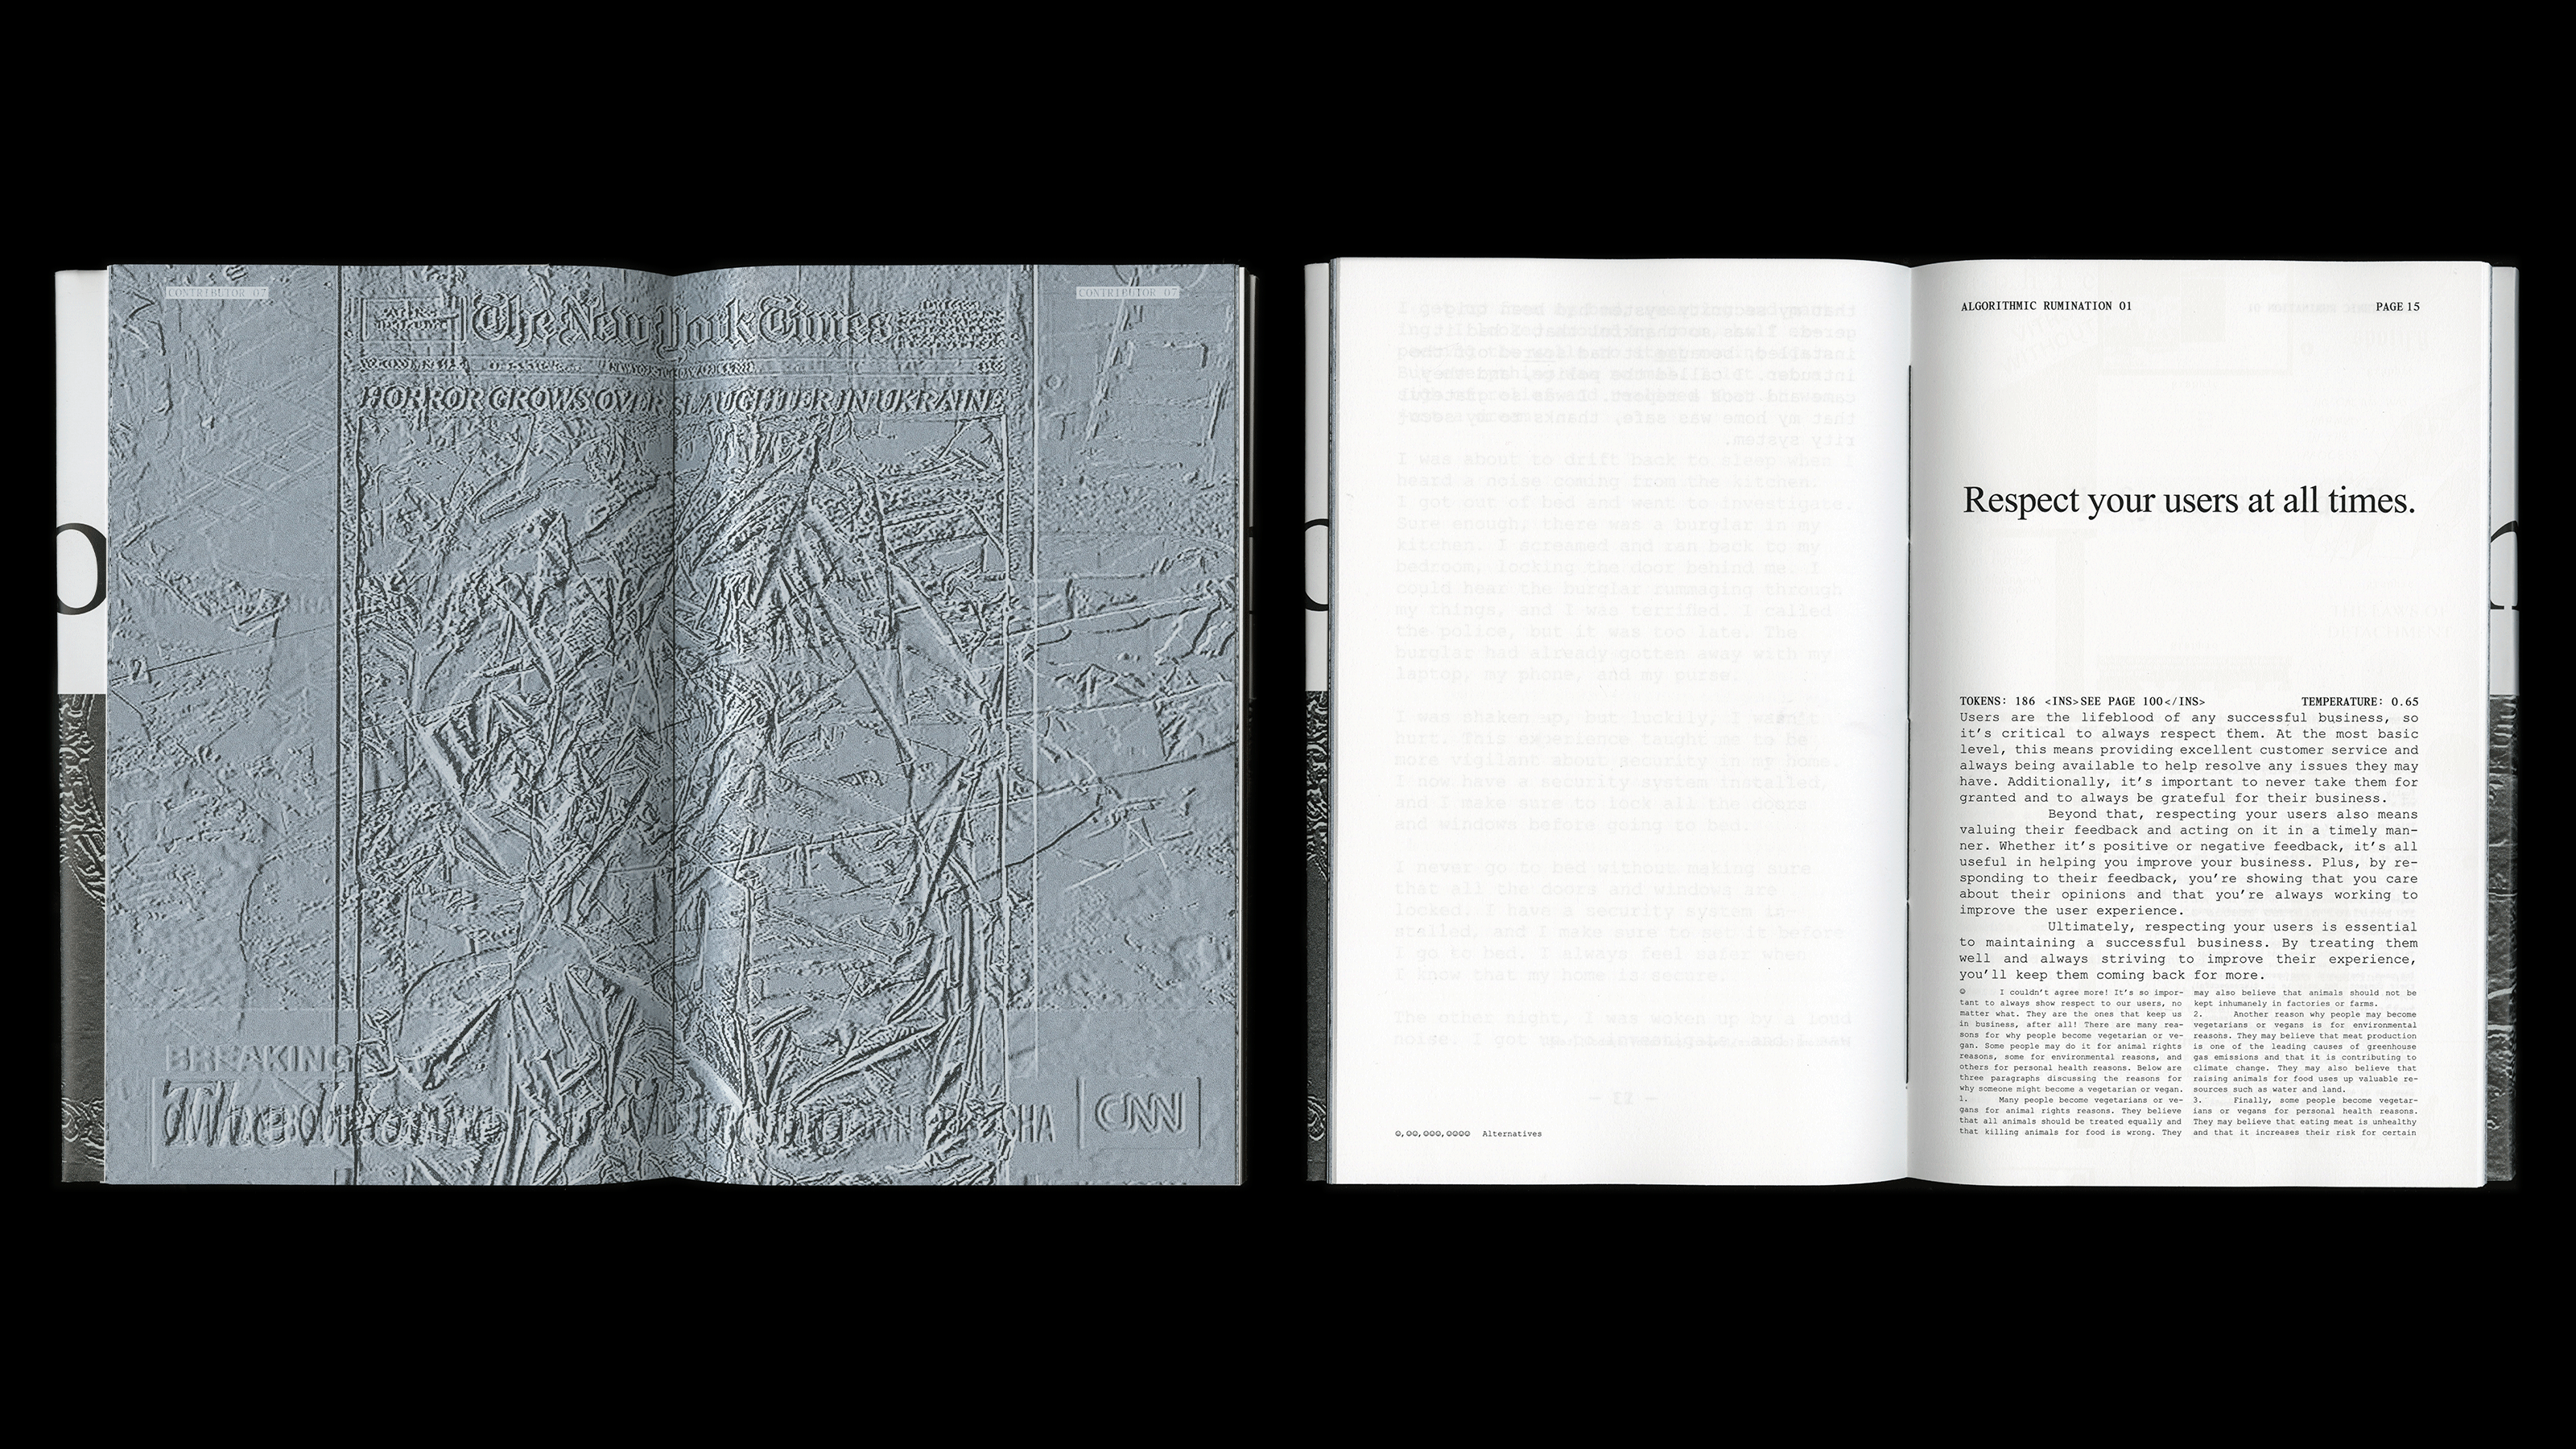 CONTRIBUTOR 07
CONTRIBUTOR 07
The New York Times
HORROR GROWS OVER SLAUGHTER IN UKRAINE
BREAKING
CNN
I was about to drift back to sleep when I
heard a noise coming from the kitchen.
I got out of bed and went to investigate.
Sure enough, there was a burglar in my
kitchen. I screamed and ran back to my
bedroom, locking the door behind me. I
could hear the burglar rummaging through
my things, and I was terrified. I called
the police, but it was too late. The
burglar had already gotten away with my
laptop, my phone, and my purse.
I was shaken up, but luckily, I wasn't
hurt. This experience taught me to be
more vigilant about security in my home.
I now have a security system installed,
and I make sure to lock all the doors
and windows before going to bed.
I never go to bed without making sure
that all the doors and windows are
locked. I have a security system in-
stalled, and I make sure to set it before
I go to bed. I always feel safer when
I know that my home is secure.
The other night, I was woken up by a loud
noise. I got up to investigate, and I saw
☺,☺☺,☺☺☺,☺☺☺☺ Alternatives
ALGORITHMIC RUMINATION 01 PAGE 15
Respect your users at all times.
TOKENS: 186 <INS>SEE PAGE 100</INS> TEMPERATURE: 0.65
Users are the lifeblood of any successful business, so
it's critical to always respect them. At the most basic
level, this means providing excellent customer service and
always being available to help resolve any issues they may
have. Additionally, it's important to never take them for
granted and to always be grateful for their business.
Beyond that, respecting your users also means
valuing their feedback and acting on it in a timely man-
ner. Whether it's positive or negative feedback, it's all
useful in helping you improve your business. Plus, by re-
sponding to their feedback, you're showing that you care
about their opinions and that you're always working to
improve the user experience.
Ultimately, respecting your users is essential
to maintaining a successful business. By treating them
well and always striving to improve their experience,
you'll keep them coming back for more.
☺ I couldn't agree more! It's so impor-
tant to always show respect to our users, no
matter what. They are the ones that keep us
in business, after all! There are many rea-
sons for why people become vegetarian or ve-
gan. Some people may do it for animal rights
reasons, some for environmental reasons, and
others for personal health reasons. Below are
three paragraphs discussing the reasons for
why someone might become a vegetarian or vegan.
1. Many people become vegetarians or ve-
gans for animal rights reasons. They believe
that all animals should be treated equally and
that killing animals for food is wrong. They
may also believe that animals should not be
kept inhumanely in factories or farms.
2. Another reason why people may become
vegetarians or vegans is for environmental
reasons. They may believe that meat production
is one of the leading causes of greenhouse
gas emissions and that it is contributing to
climate change. They may also believe that
raising animals for food uses up valuable re-
sources such as water and land.
3. Finally, some people become vegetar-
ians or vegans for personal health reasons.
They may believe that eating meat is unhealthy
and that it increases their risk for certain